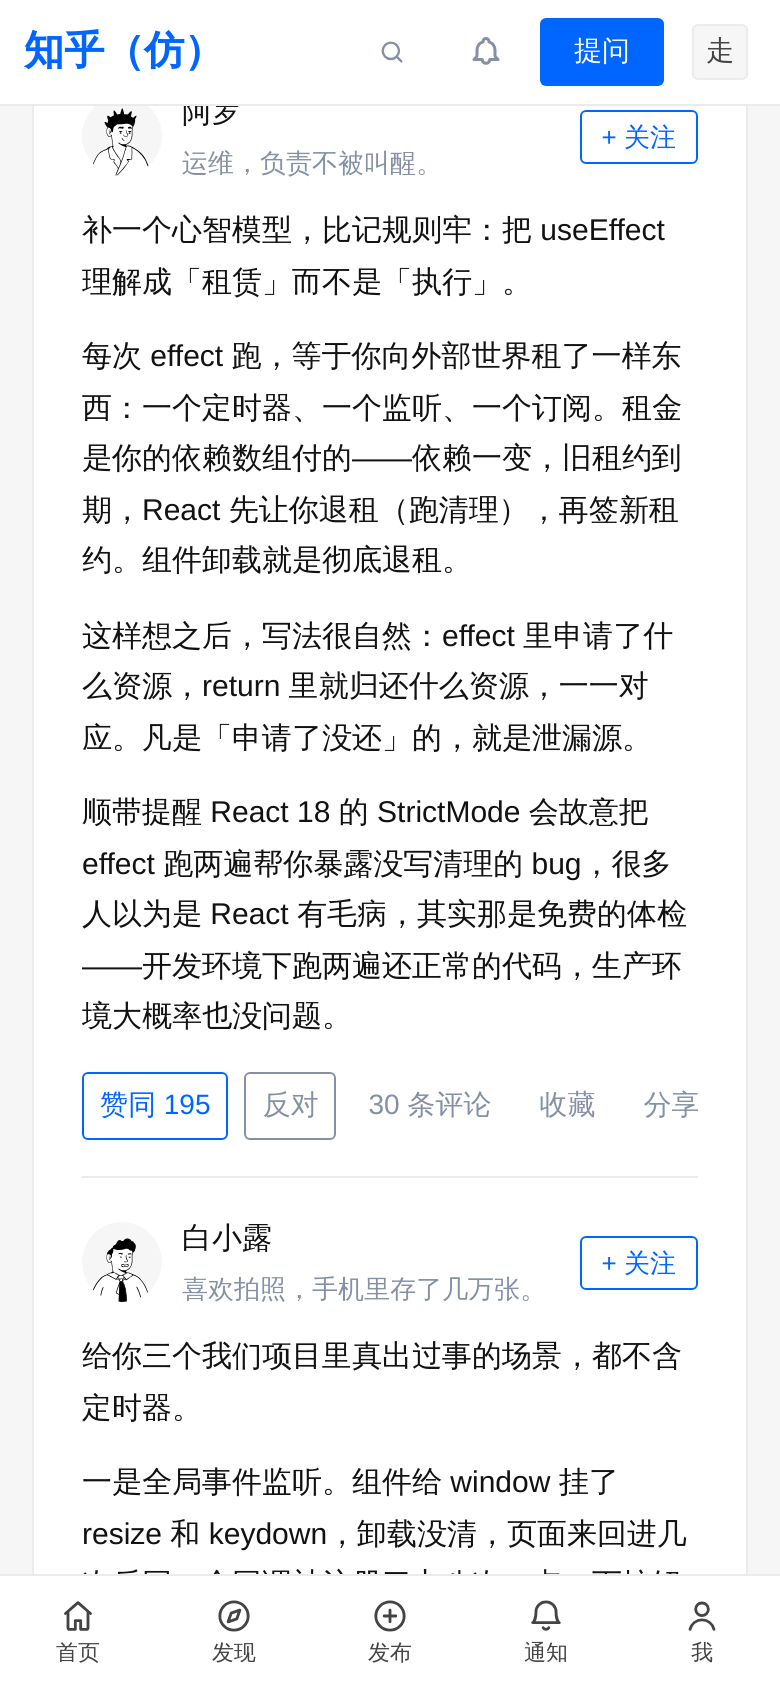 知乎（仿）
提问
走
阿岁
运维，负责不被叫醒。
+ 关注
补一个心智模型，比记规则牢：把 useEffect
理解成「租赁」而不是「执行」。
每次 effect 跑，等于你向外部世界租了一样东
西：一个定时器、一个监听、一个订阅。租金
是你的依赖数组付的——依赖一变，旧租约到
期，React 先让你退租（跑清理），再签新租
约。组件卸载就是彻底退租。
这样想之后，写法很自然：effect 里申请了什
么资源，return 里就归还什么资源，一一对
应。凡是「申请了没还」的，就是泄漏源。
顺带提醒 React 18 的 StrictMode 会故意把
effect 跑两遍帮你暴露没写清理的 bug，很多
人以为是 React 有毛病，其实那是免费的体检
——开发环境下跑两遍还正常的代码，生产环
境大概率也没问题。
赞同 195
反对
30 条评论
收藏
分享
白小露
喜欢拍照，手机里存了几万张。
+ 关注
给你三个我们项目里真出过事的场景，都不含
定时器。
一是全局事件监听。组件给 window 挂了
resize 和 keydown，卸载没清，页面来回进几
首页
发现
发布
通知
我